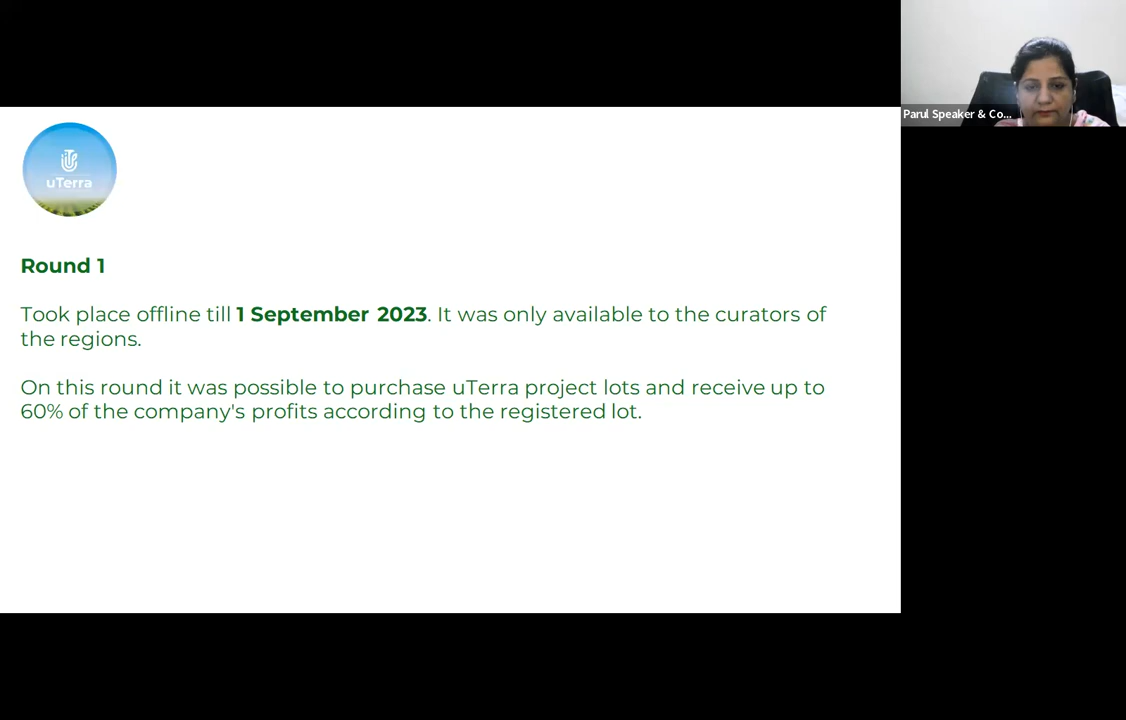 Parul Speaker & Co...
uTerra
Round 1
Took place offline till 1 September 2023. It was only available to the curators of
the regions.
On this round it was possible to purchase uTerra project lots and receive up to
60% of the company's profits according to the registered lot.